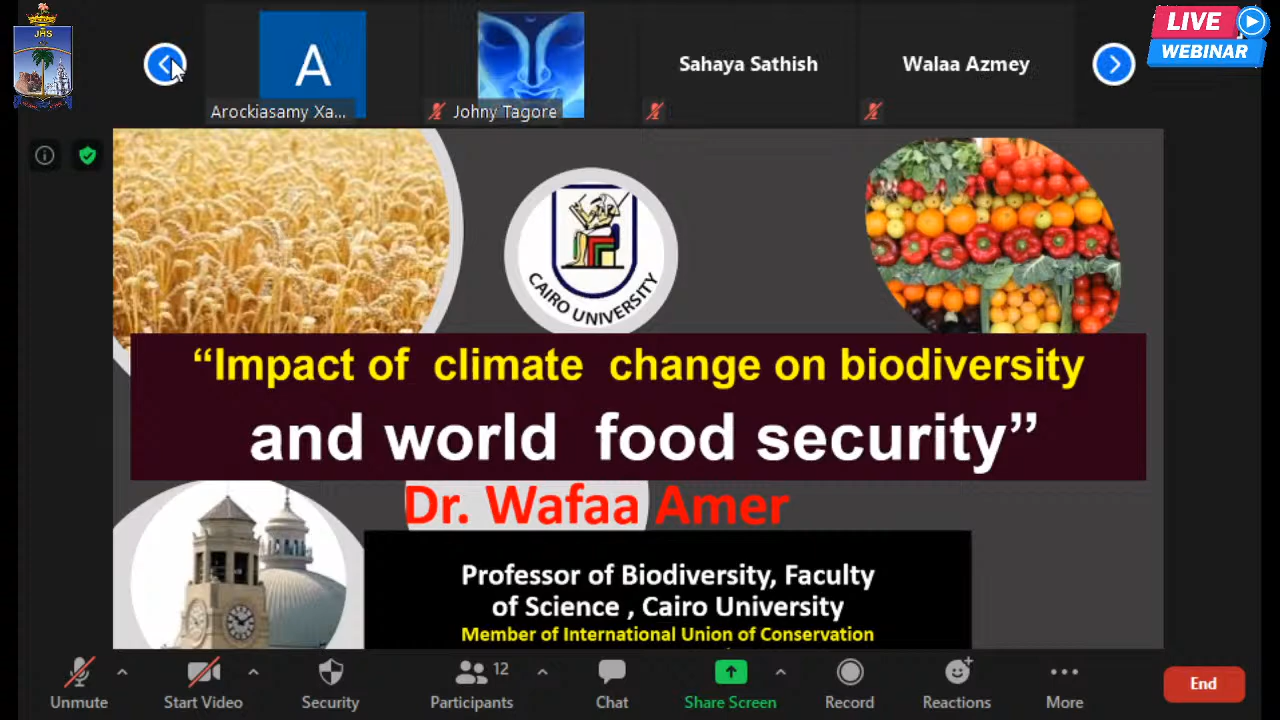 JHS
LIVE
WEBINAR
A
Arockiasamy Xa...
Johny Tagore
Sahaya Sathish
Walaa Azmey
CAIRO UNIVERSITY
“Impact of climate change on biodiversity
and world food security”
Dr. Wafaa Amer
Professor of Biodiversity, Faculty
of Science , Cairo University
Member of International Union of Conservation
Unmute
Start Video
Security
12
Participants
Chat
Share Screen
Record
Reactions
More
End